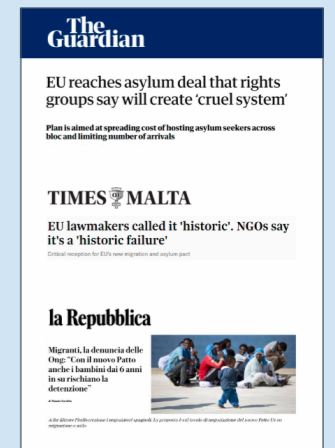 The
Guardian
EU reaches asylum deal that rights
groups say will create 'cruel system'
Plan is aimed at spreading cost of hosting asylum seekers across
bloc and limiting number of arrivals
TIMES OF MALTA
EU lawmakers called it 'historic'. NGOs say
it's a 'historic failure'
Critical reception for EU's new migration and asylum pact
la Repubblica
Migranti, la denuncia delle
Ong: "Con il nuovo Patto
anche i bambini dai 6 anni
in su rischiano la
detenzione"